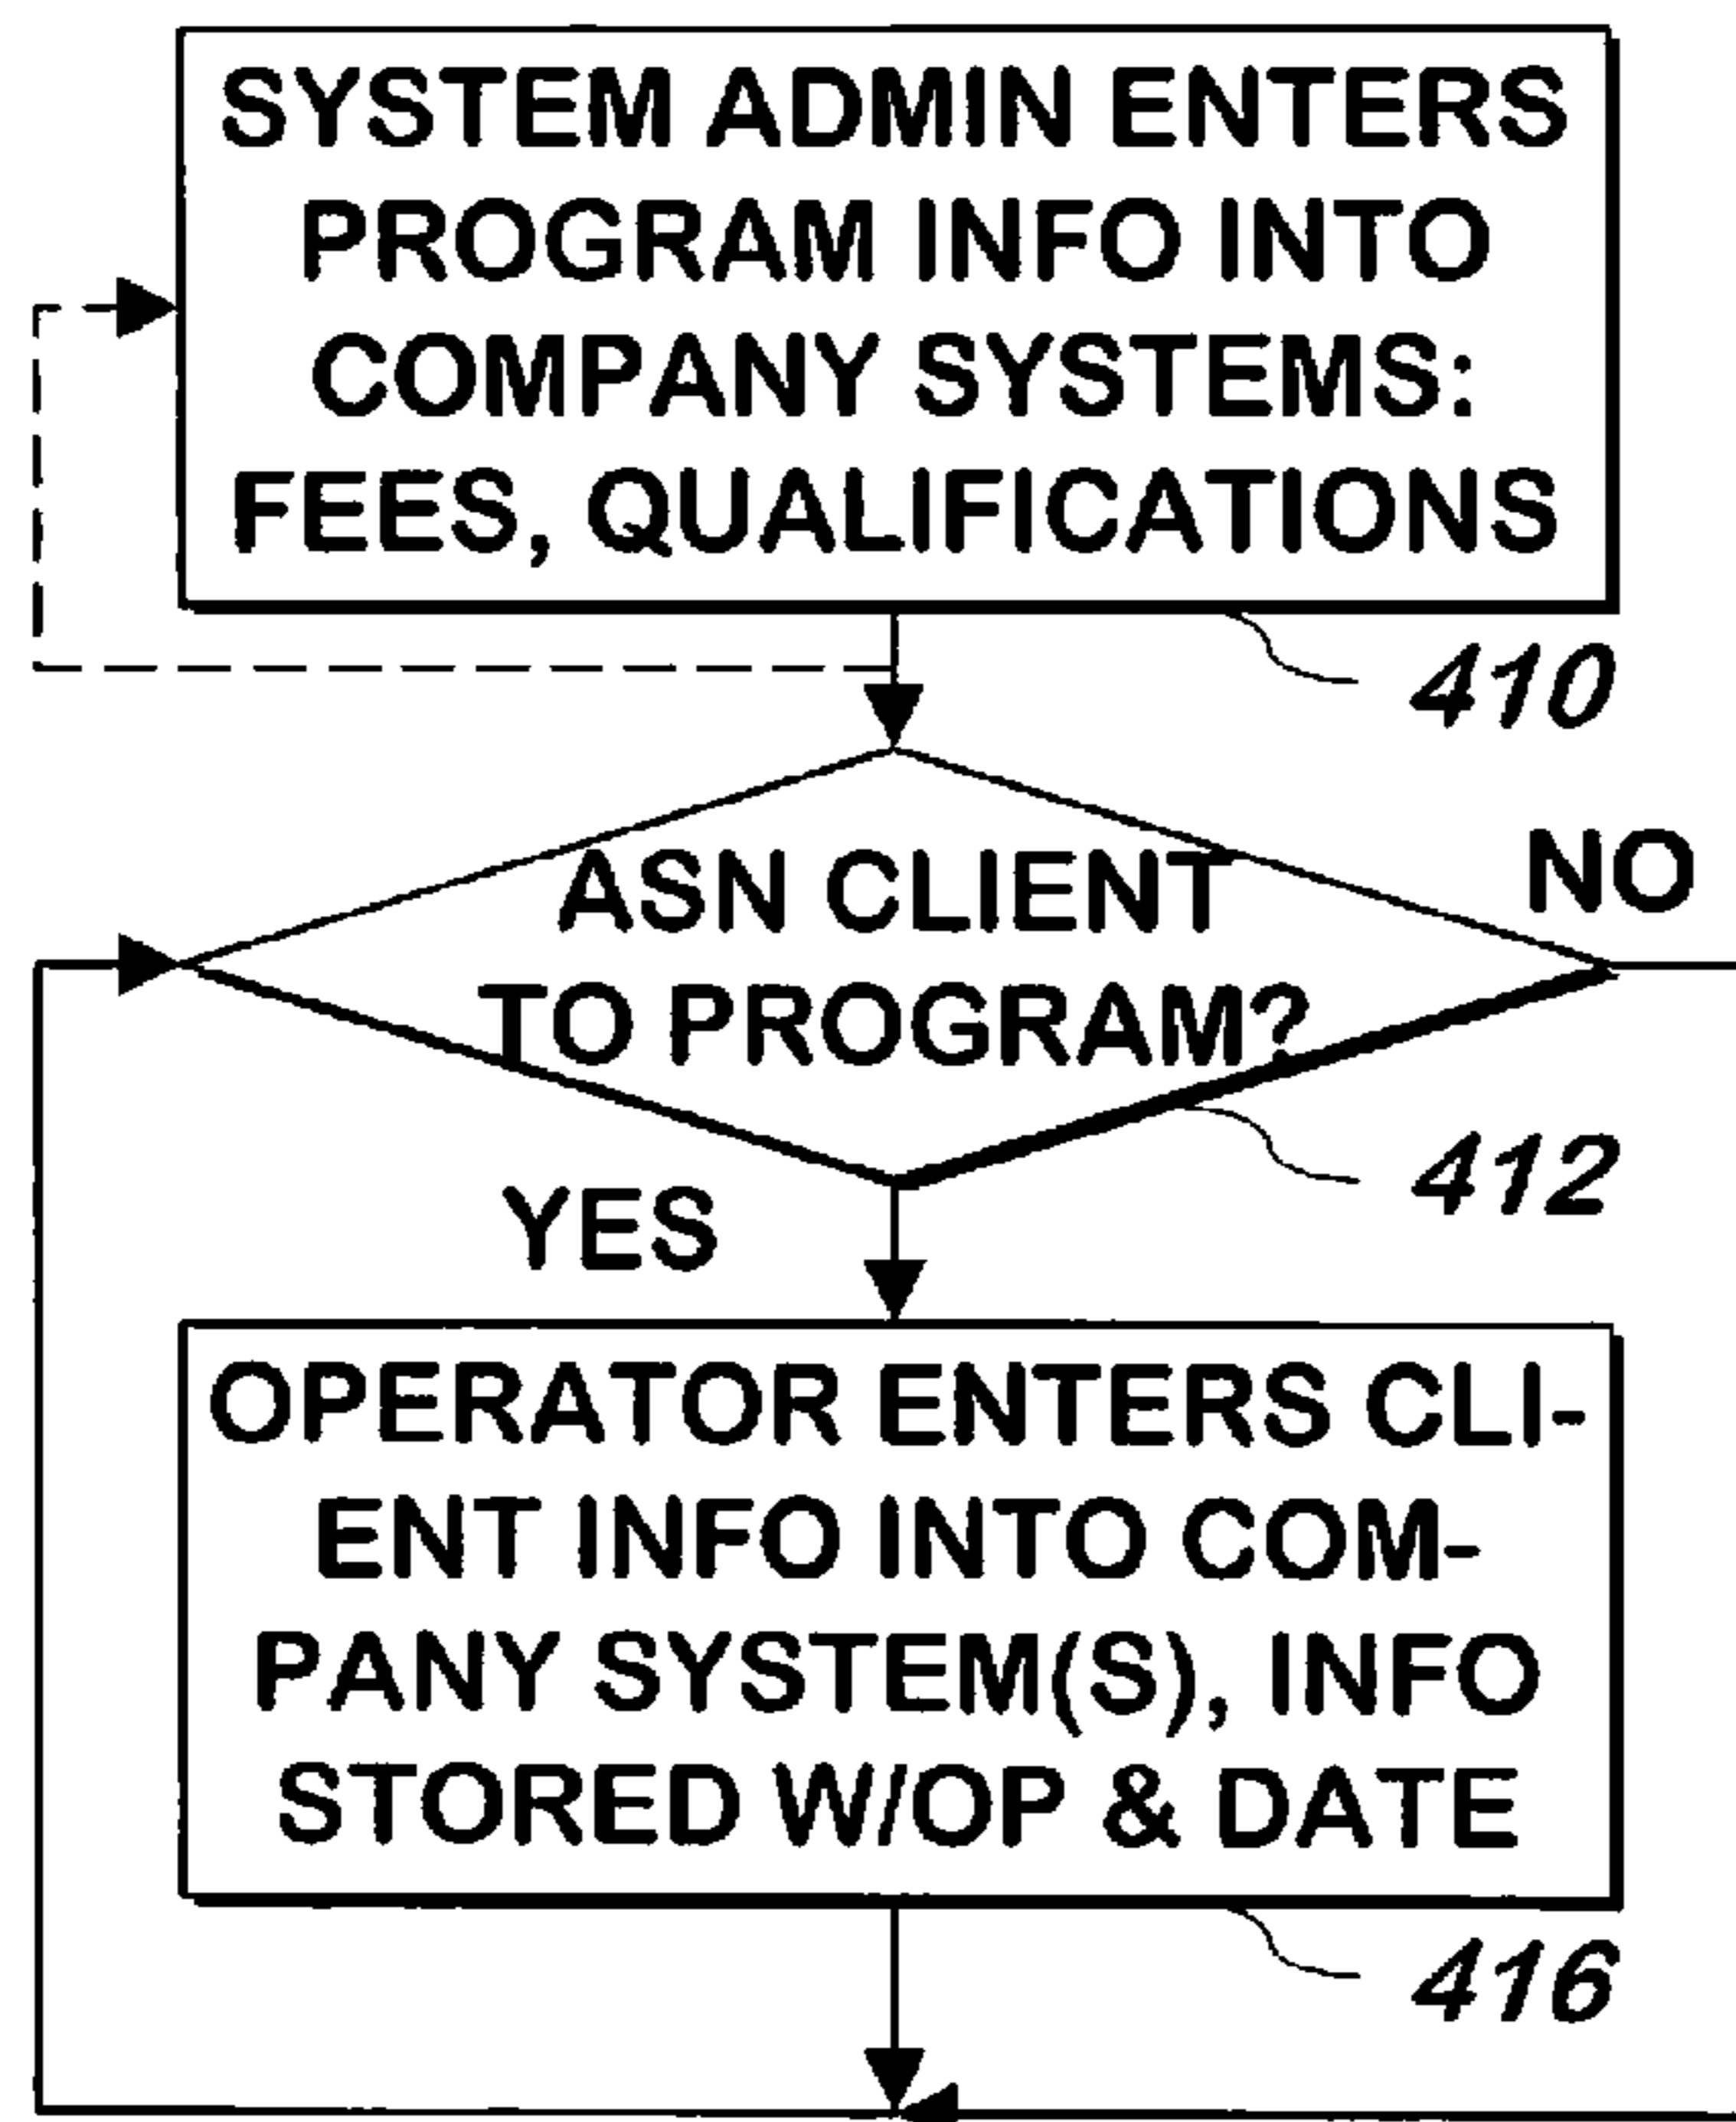 SYSTEM ADMIN ENTERS
PROGRAM INFO INTO
COMPANY SYSTEMS:
FEES, QUALIFICATIONS
410
ASN CLIENT
TO PROGRAM?
NO
412
YES
OPERATOR ENTERS CLI-
ENT INFO INTO COM-
PANY SYSTEM(S), INFO
STORED W/OP & DATE
416